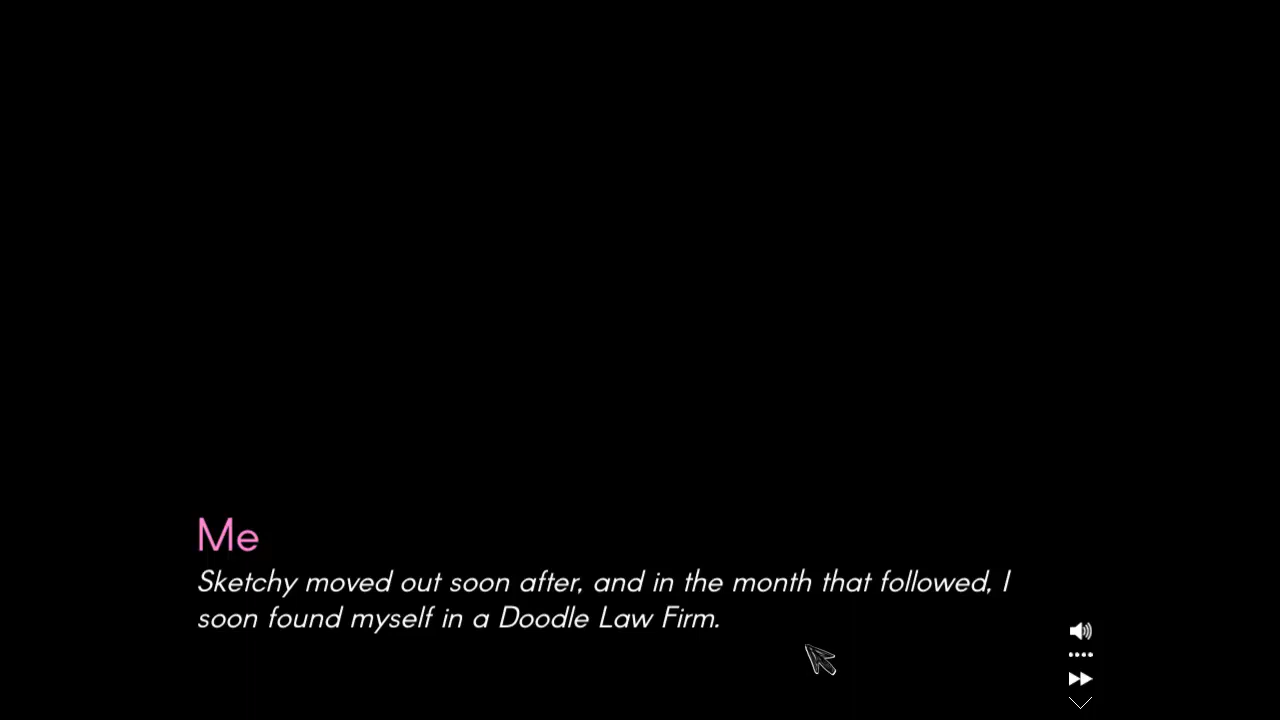 Me
Sketchy moved out soon after, and in the month that followed, I
soon found myself in a Doodle Law Firm.